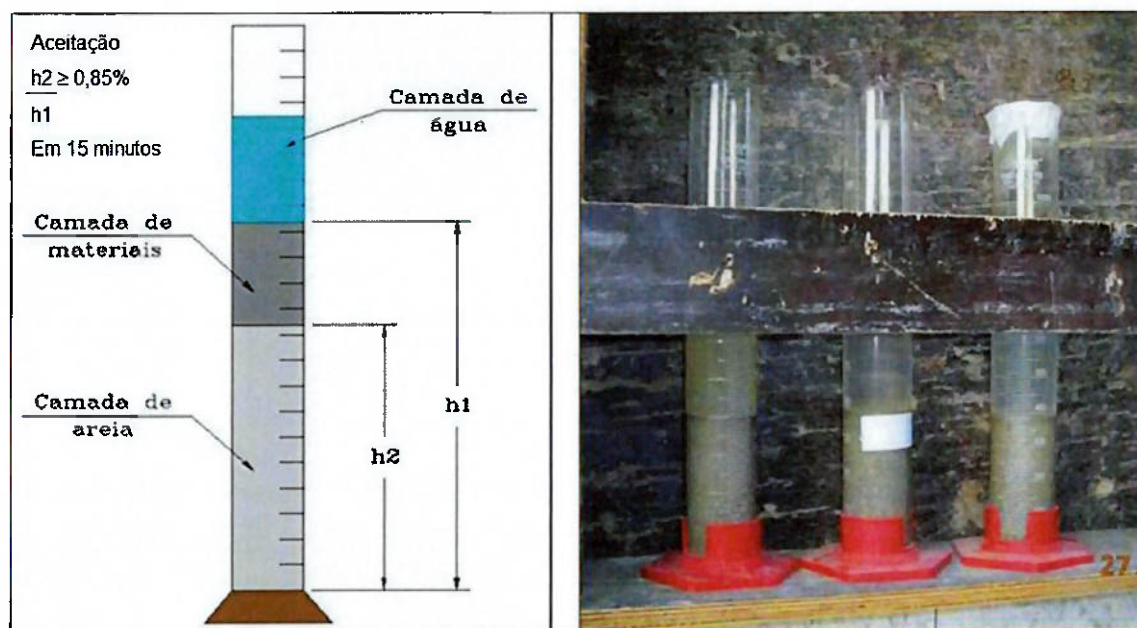 Aceitação
h2 ≥ 0,85%
h1
Em 15 minutos
Camada de
água
Camada de
materiais
Camada de
areia
h1
h2
27